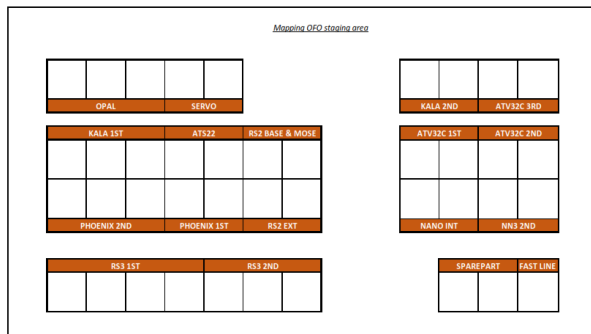 Mapping OFO staging area
OPAL SERVO
KALA 2ND ATV32C 3RD
KALA 1ST ATS22 RS2 BASE & MOSE
ATV32C 1ST ATV32C 2ND
PHOENIX 2ND PHOENIX 1ST RS2 EXT
NANO INT NN3 2ND
RS3 1ST RS3 2ND
SPAREPART FAST LINE